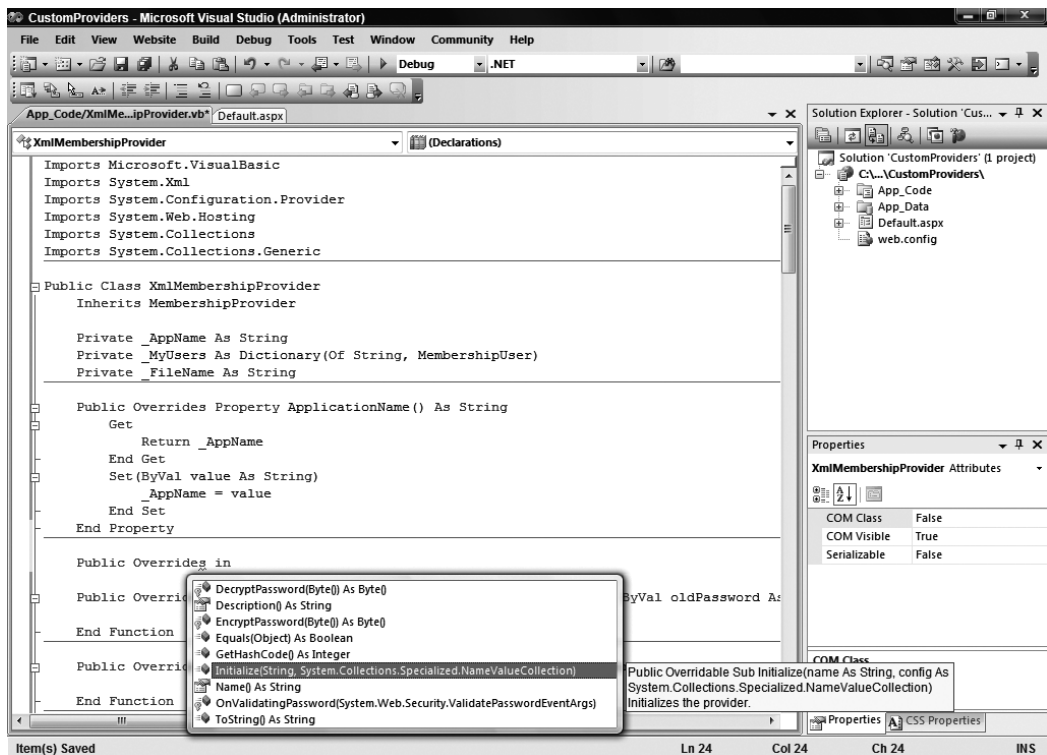 CustomProviders - Microsoft Visual Studio (Administrator)
File Edit View Website Build Debug Tools Test Window Community Help
Debug .NET
App_Code/XmlMe...ipProvider.vb* Default.aspx
XmlMembershipProvider (Declarations)
Imports Microsoft.VisualBasic
Imports System.Xml
Imports System.Configuration.Provider
Imports System.Web.Hosting
Imports System.Collections
Imports System.Collections.Generic
Public Class XmlMembershipProvider
Inherits MembershipProvider
Private _AppName As String
Private _MyUsers As Dictionary(Of String, MembershipUser)
Private _FileName As String
Public Overrides Property ApplicationName() As String
Get
Return _AppName
End Get
Set(ByVal value As String)
_AppName = value
End Set
End Property
Public Overrides in
Public Overri
ByVal oldPassword As
End Function
Public Overri
End Function
DecryptPassword(Byte()) As Byte()
Description() As String
EncryptPassword(Byte()) As Byte()
Equals(Object) As Boolean
GetHashCode() As Integer
Initialize(String, System.Collections.Specialized.NameValueCollection)
Name() As String
OnValidatingPassword(System.Web.Security.ValidatePasswordEventArgs)
ToString() As String
Public Overridable Sub Initialize(name As String, config As
System.Collections.Specialized.NameValueCollection)
Initializes the provider.
Solution Explorer - Solution 'Cus...
Solution 'CustomProviders' (1 project)
C:\...\CustomProviders\
App_Code
App_Data
Default.aspx
web.config
Properties
XmlMembershipProvider Attributes
COM Class False
COM Visible True
Serializable False
COM Class
Properties CSS Properties
Item(s) Saved Ln 24 Col 24 Ch 24 INS